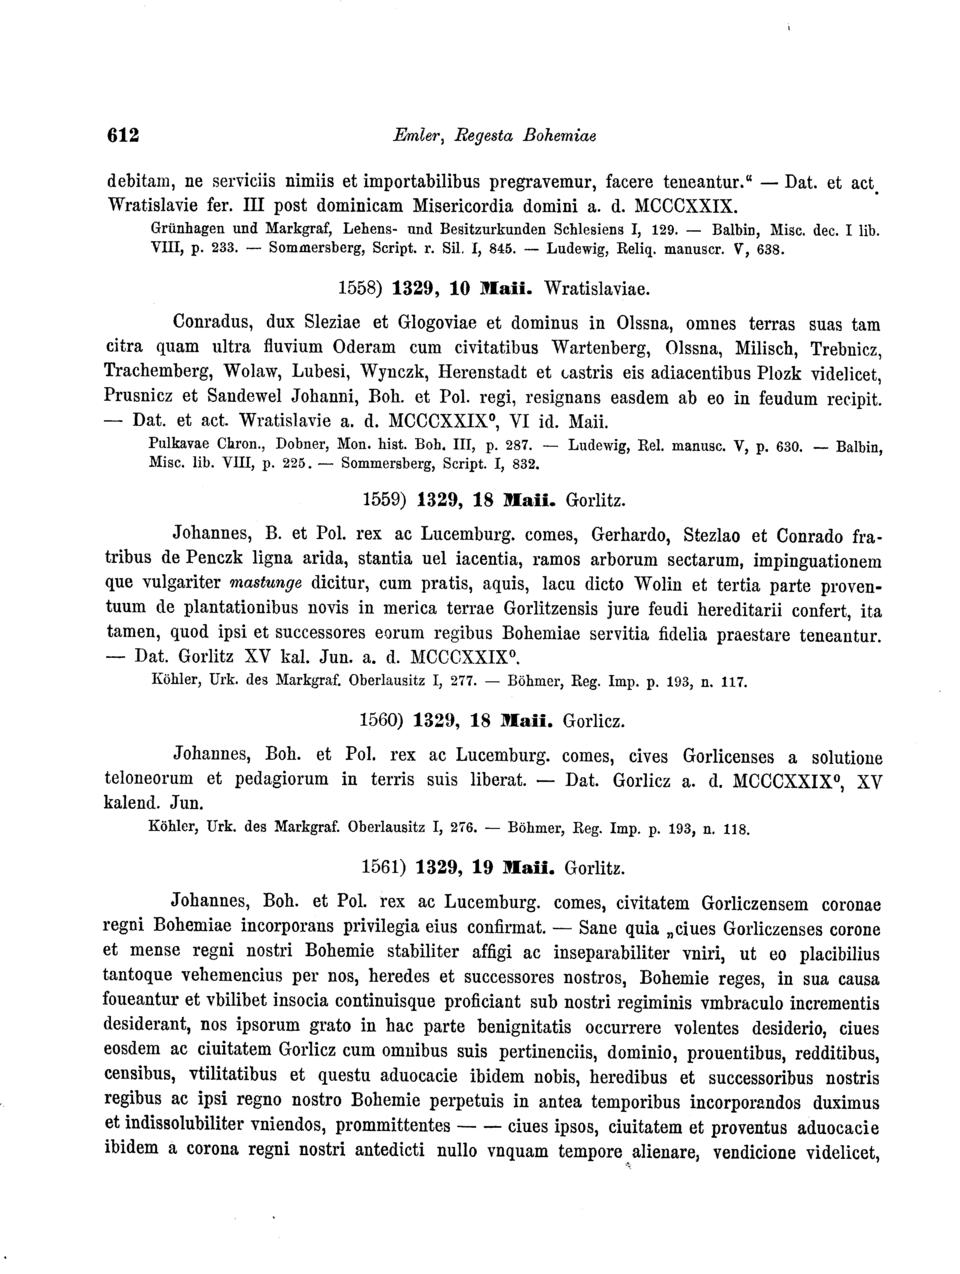 612 Emler, Regesta Bohemiae
debitam, ne serviciis nimiis et importabilibus pregravemur, facere teneantur.“ — Dat. et act.
Wratislavie fer. III post dominicam Misericordia domini a. d. MCCCXXIX.
Grünhagen und Markgraf, Lehens- und Besitzurkunden Schlesiens I, 129. — Balbin, Misc. dec. I lib.
VIII, p. 233. — Sommersberg, Script. r. Sil. I, 845. — Ludewig, Reliq. manuscr. V, 638.
1558) 1329, 10 Maii. Wratislaviae.
Conradus, dux Sleziae et Glogoviae et dominus in Olssna, omnes terras suas tam
citra quam ultra fluvium Oderam cum civitatibus Wartenberg, Olssna, Milisch, Trebnicz,
Trachemberg, Wolaw, Lubesi, Wynczk, Herenstadt et castris eis adiacentibus Plozk videlicet,
Prusnicz et Sandewel Johanni, Boh. et Pol. regi, resignans easdem ab eo in feudum recipit.
— Dat. et act. Wratislavie a. d. MCCCXXIX⁰, VI id. Maii.
Pulkavae Chron., Dobner, Mon. hist. Boh. III, p. 287. — Ludewig, Rel. manusc. V, p. 630. — Balbin,
Misc. lib. VIII, p. 225. — Sommersberg, Script. I, 832.
1559) 1329, 18 Maii. Gorlitz.
Johannes, B. et Pol. rex ac Lucemburg. comes, Gerhardo, Stezlao et Conrado fra-
tribus de Penczk ligna arida, stantia uel iacentia, ramos arborum sectarum, impinguationem
que vulgariter mastunge dicitur, cum pratis, aquis, lacu dicto Wolin et tertia parte proven-
tuum de plantationibus novis in merica terrae Gorlitzensis jure feudi hereditarii confert, ita
tamen, quod ipsi et successores eorum regibus Bohemiae servitia fidelia praestare teneantur.
— Dat. Gorlitz XV kal. Jun. a. d. MCCCXXIX⁰.
Köhler, Urk. des Markgraf. Oberlausitz I, 277. — Böhmer, Reg. Imp. p. 193, n. 117.
1560) 1329, 18 Maii. Gorlicz.
Johannes, Boh. et Pol. rex ac Lucemburg. comes, cives Gorlicenses a solutione
teloneorum et pedagiorum in terris suis liberat. — Dat. Gorlicz a. d. MCCCXXIX⁰, XV
kalend. Jun.
Köhler, Urk. des Markgraf. Oberlausitz I, 276. — Böhmer, Reg. Imp. p. 193, n. 118.
1561) 1329, 19 Maii. Gorlitz.
Johannes, Boh. et Pol. rex ac Lucemburg. comes, civitatem Gorliczensem coronae
regni Bohemiae incorporans privilegia eius confirmat. — Sane quia „ciues Gorliczenses corone
et mense regni nostri Bohemie stabiliter affigi ac inseparabiliter vniri, ut eo placibilius
tantoque vehemencius per nos, heredes et successores nostros, Bohemie reges, in sua causa
foueantur et vbilibet insocia continuisque proficiant sub nostri regiminis vmbraculo incrementis
desiderant, nos ipsorum grato in hac parte benignitatis occurrere volentes desiderio, ciues
eosdem ac ciuitatem Gorlicz cum omnibus suis pertinenciis, dominio, prouentibus, redditibus,
censibus, vtilitatibus et questu aduocacie ibidem nobis, heredibus et successoribus nostris
regibus ac ipsi regno nostro Bohemie perpetuis in antea temporibus incorporandos duximus
et indissolubiliter vniendos, prommittentes — — ciues ipsos, ciuitatem et proventus aduocacie
ibidem a corona regni nostri antedicti nullo vnquam tempore alienare, vendicione videlicet,